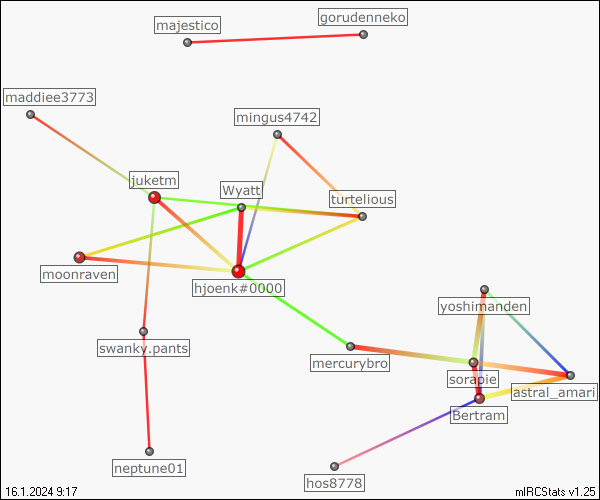 gorudenneko
majestico
maddiee3773
mingus4742
juketm
Wyatt
turtelious
moonraven
hjoenk#0000
yoshimanden
swanky.pants
mercurybro
sorapie
astral_amari
Bertram
neptune01
hos8778
16.1.2024 9:17
mIRCStats v1.25